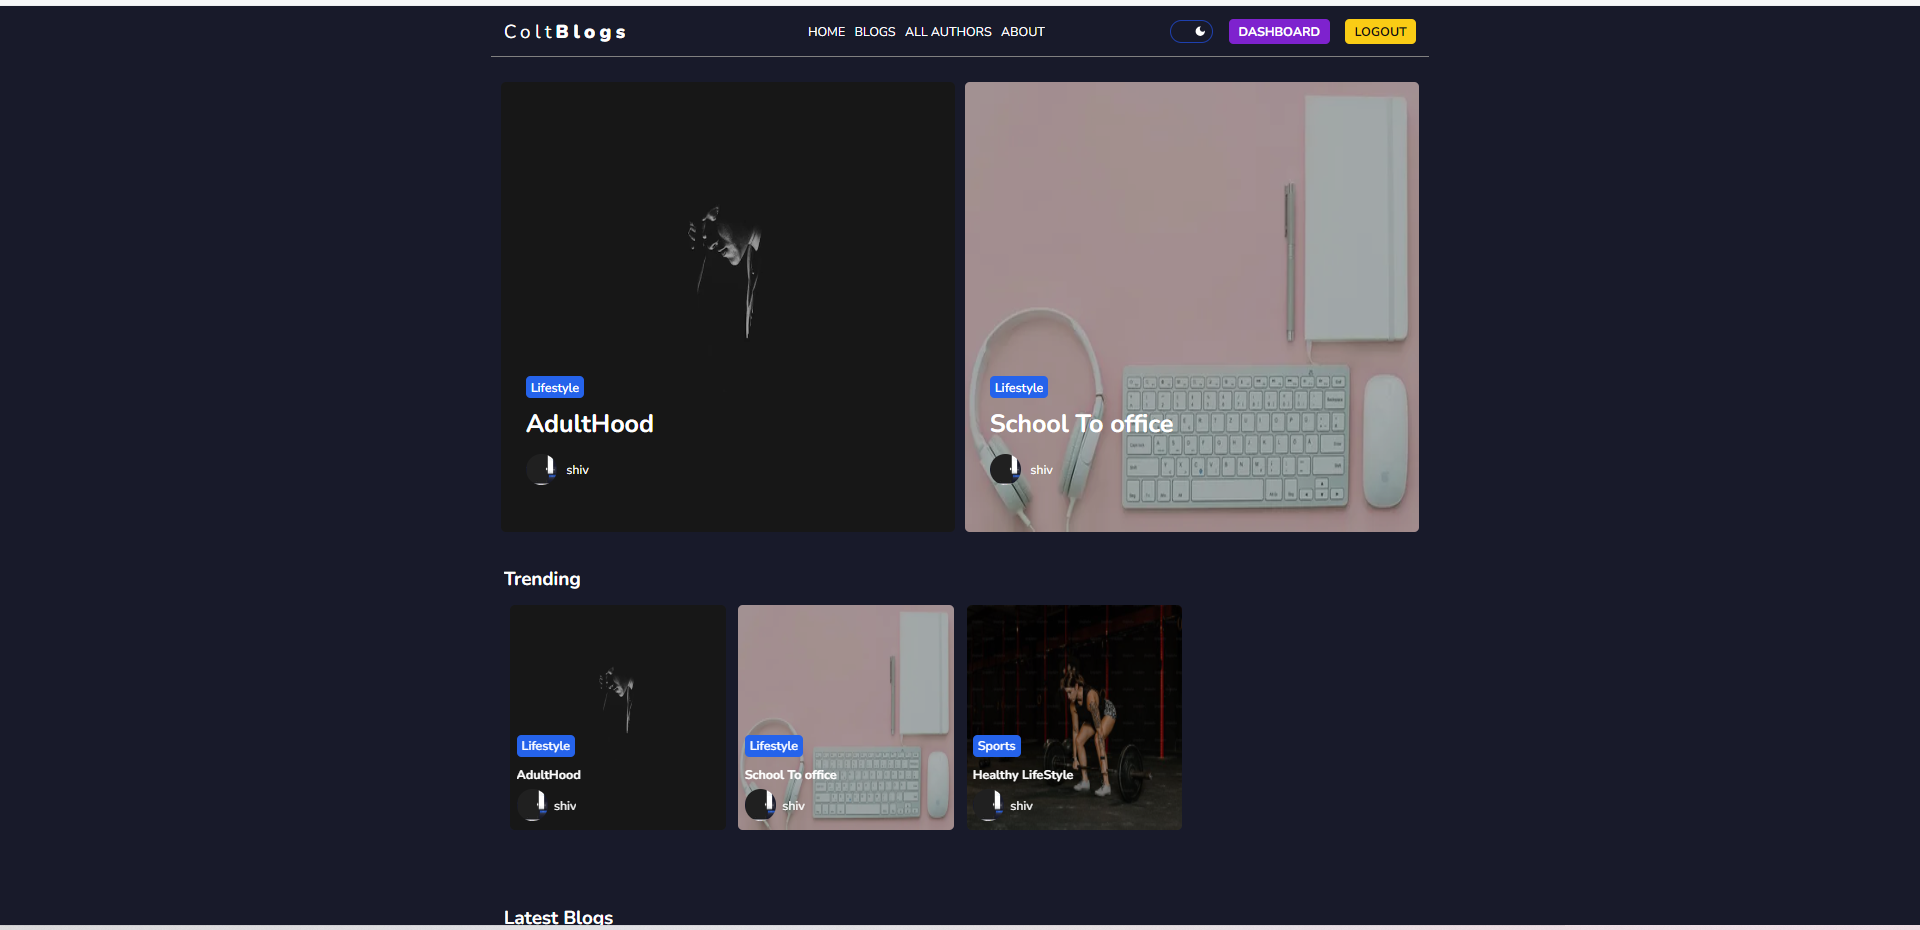 ColtBlogs
HOME BLOGS ALL AUTHORS ABOUT
DASHBOARD
LOGOUT
Lifestyle
AdultHood
shiv
Lifestyle
School To office
shiv
Trending
Lifestyle
AdultHood
shiv
Lifestyle
School To office
shiv
Sports
Healthy LifeStyle
shiv
Latest Blogs